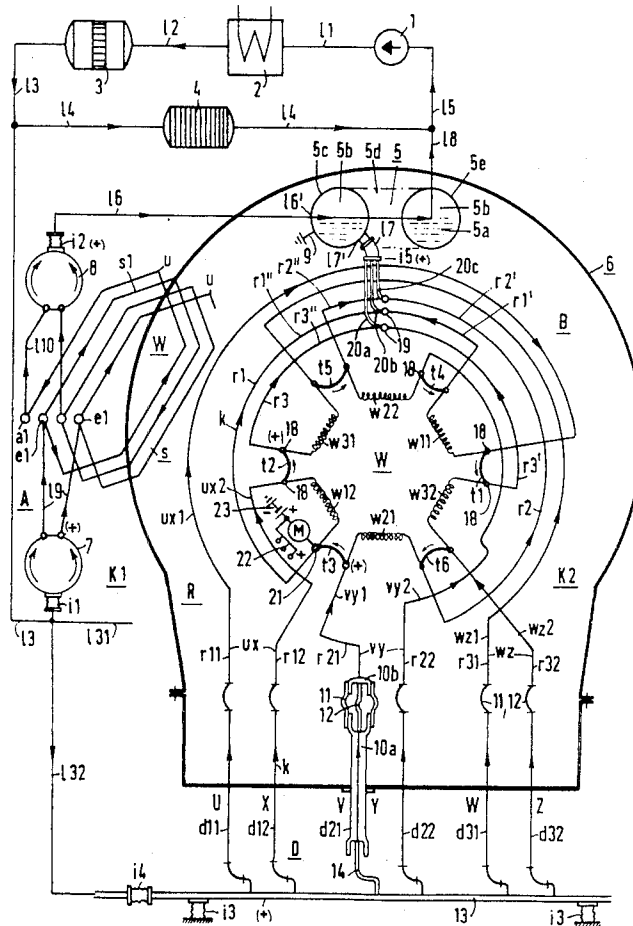 l2
l1
1
3
2
l3
4
l4
l4
l5
l8
5c
5b
5d
5
5e
l6
l6'
l7
5b
5a
i2(+)
9
l7'
i5(+)
6
8
s1
u
u
r2"
20c
r2'
r1"
r1'
W
r3"
19
B
l10
r1
20a
20b
r3
t5
18
t4
k
w22
a1
e1
e1
w31
w11
18
(+)
18
s
t2
W
r3'
A
18
t1
ux2
w12
w32
18
r2
l9
ux1
23
+
w21
(+)
M
7
22
+
t3
t6
K1
21
(+)
vy2
K2
i1
R
vy1
wz1
wz2
l3
l31
ux
vy
wz
r11
r12
r21
r22
r31
r32
10b
11
12
11,12
10a
l32
k
U
X
V
Y
W
Z
d11
d12
d21
d22
d31
d32
D
14
i4
i3
(+)
13
i3